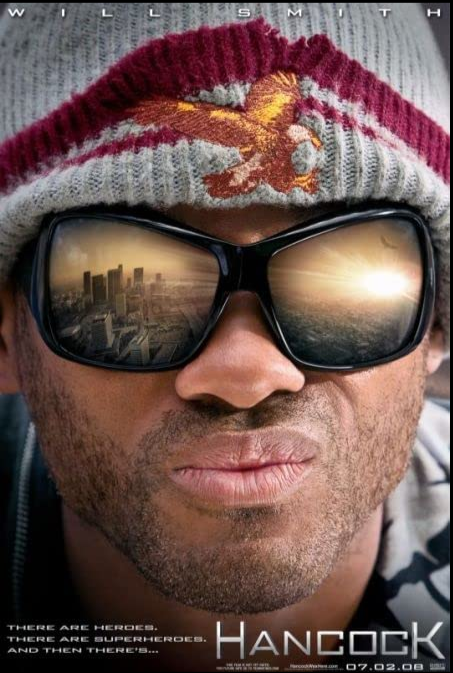 WILL SMITH
THERE ARE HEROES.
THERE ARE SUPERHEROES.
AND THEN THERE'S...
HANCOCK
07.02.08